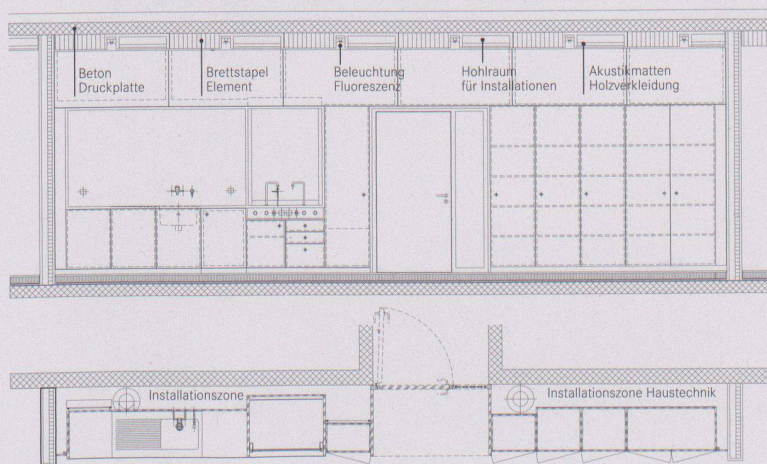 Beton
Druckplatte
Brettstapel
Element
Beleuchtung
Fluoreszenz
Hohlraum
für Installationen
Akustikmatten
Holzverkleidung
Installationszone
Installationszone Haustechnik